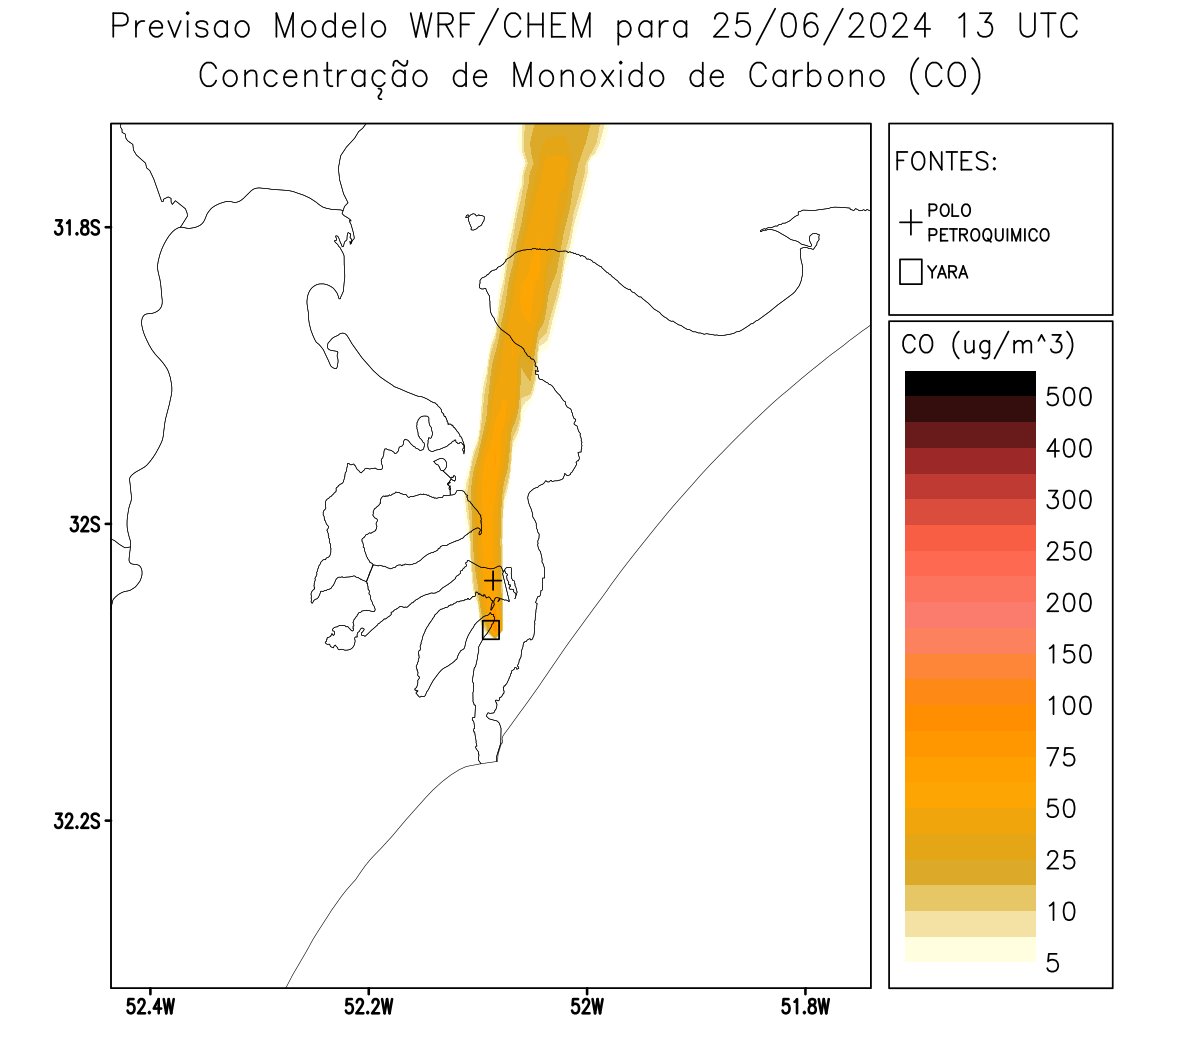 Previsao Modelo WRF/CHEM para 25/06/2024 13 UTC
Concentração de Monoxido de Carbono (CO)
FONTES:
POLO
PETROQUIMICO
YARA
CO (ug/m^3)
500
400
300
250
200
150
100
75
50
25
10
5
31.8S
32S
32.2S
52.4W
52.2W
52W
51.8W